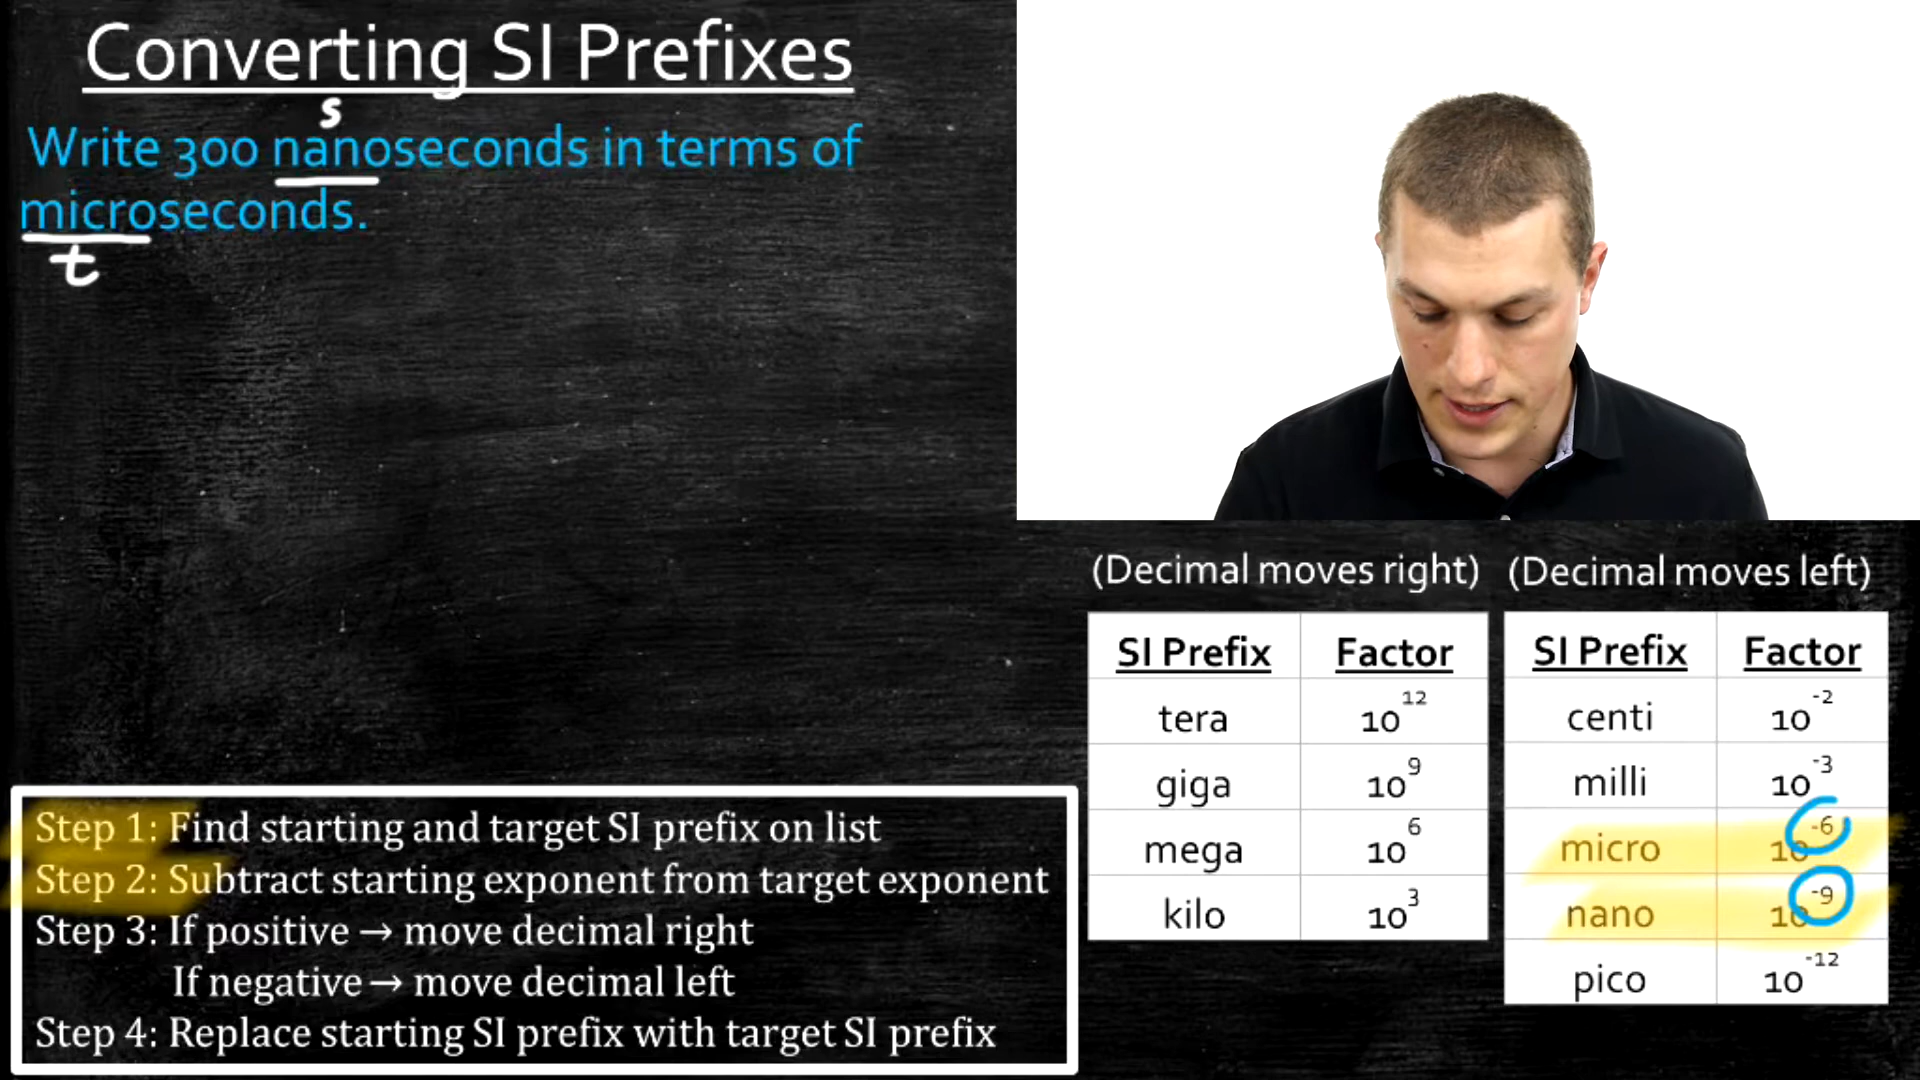 Converting SI Prefixes
s
Write 300 nanoseconds in terms of
microseconds.
t
(Decimal moves right) (Decimal moves left)
SI Prefix Factor SI Prefix Factor
tera 10^12 centi 10^-2
giga 10^9 milli 10^-3
mega 10^6 micro 10^-6
kilo 10^3 nano 10^-9
pico 10^-12
Step 1: Find starting and target SI prefix on list
Step 2: Subtract starting exponent from target exponent
Step 3: If positive → move decimal right
If negative → move decimal left
Step 4: Replace starting SI prefix with target SI prefix